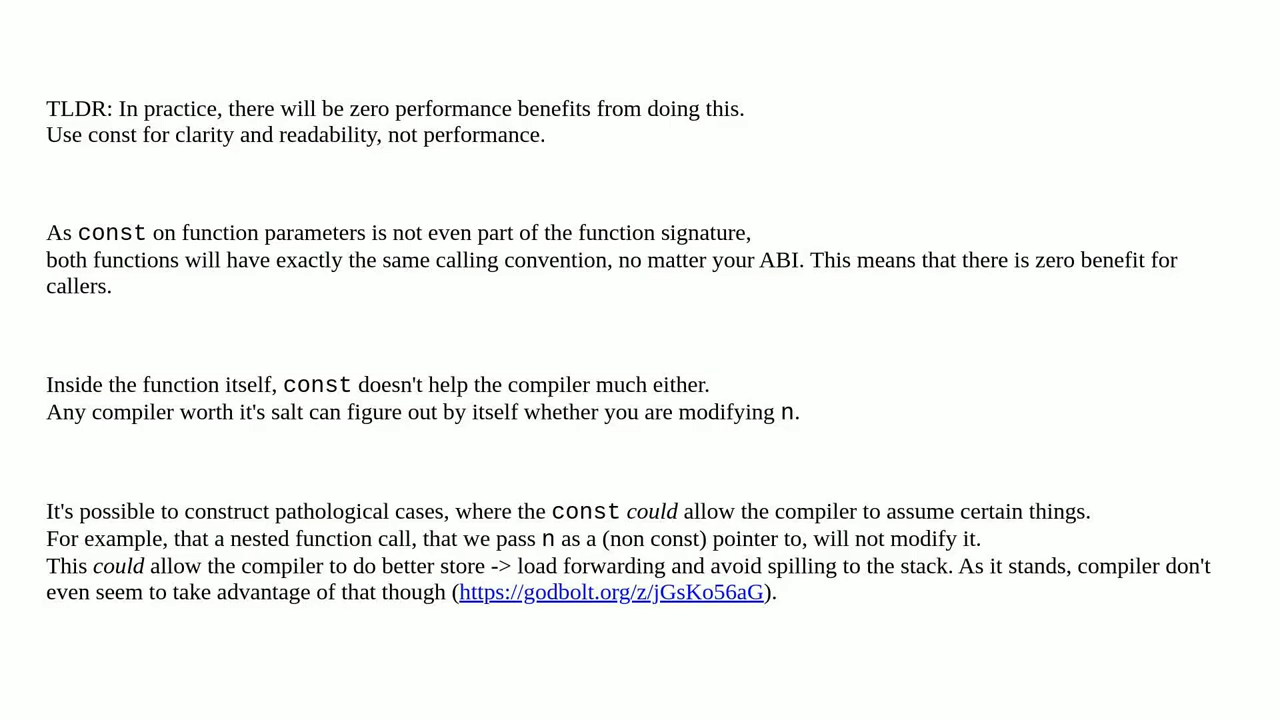 TLDR: In practice, there will be zero performance benefits from doing this.
Use const for clarity and readability, not performance.
As const on function parameters is not even part of the function signature,
both functions will have exactly the same calling convention, no matter your ABI. This means that there is zero benefit for
callers.
Inside the function itself, const doesn't help the compiler much either.
Any compiler worth it's salt can figure out by itself whether you are modifying n.
It's possible to construct pathological cases, where the const could allow the compiler to assume certain things.
For example, that a nested function call, that we pass n as a (non const) pointer to, will not modify it.
This could allow the compiler to do better store -> load forwarding and avoid spilling to the stack. As it stands, compiler don't
even seem to take advantage of that though (https://godbolt.org/z/jGsKo56aG).